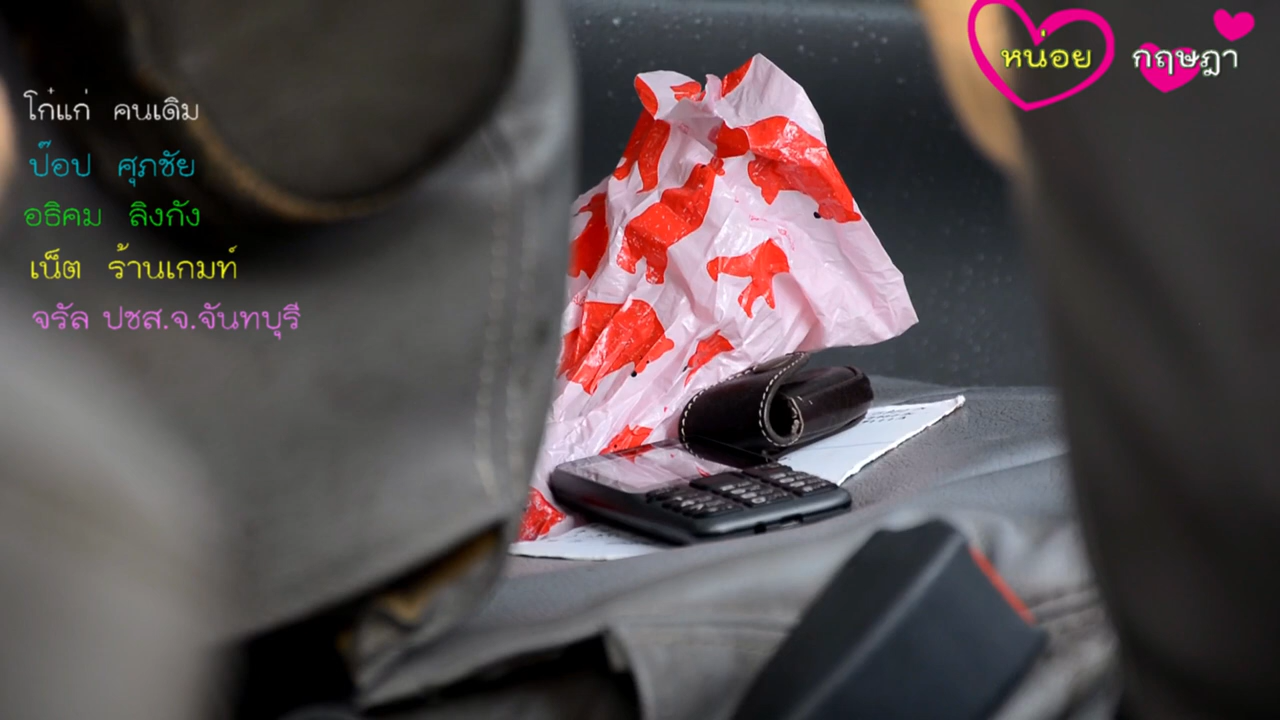 หน่อย กฤษฎา
โก๋แก่ คนเดิม
ป๊อป ศุภชัย
อธิคม ลิงกัง
เน็ต ร้านเกมท์
จรัล ปชส.จ.จันทบุรี